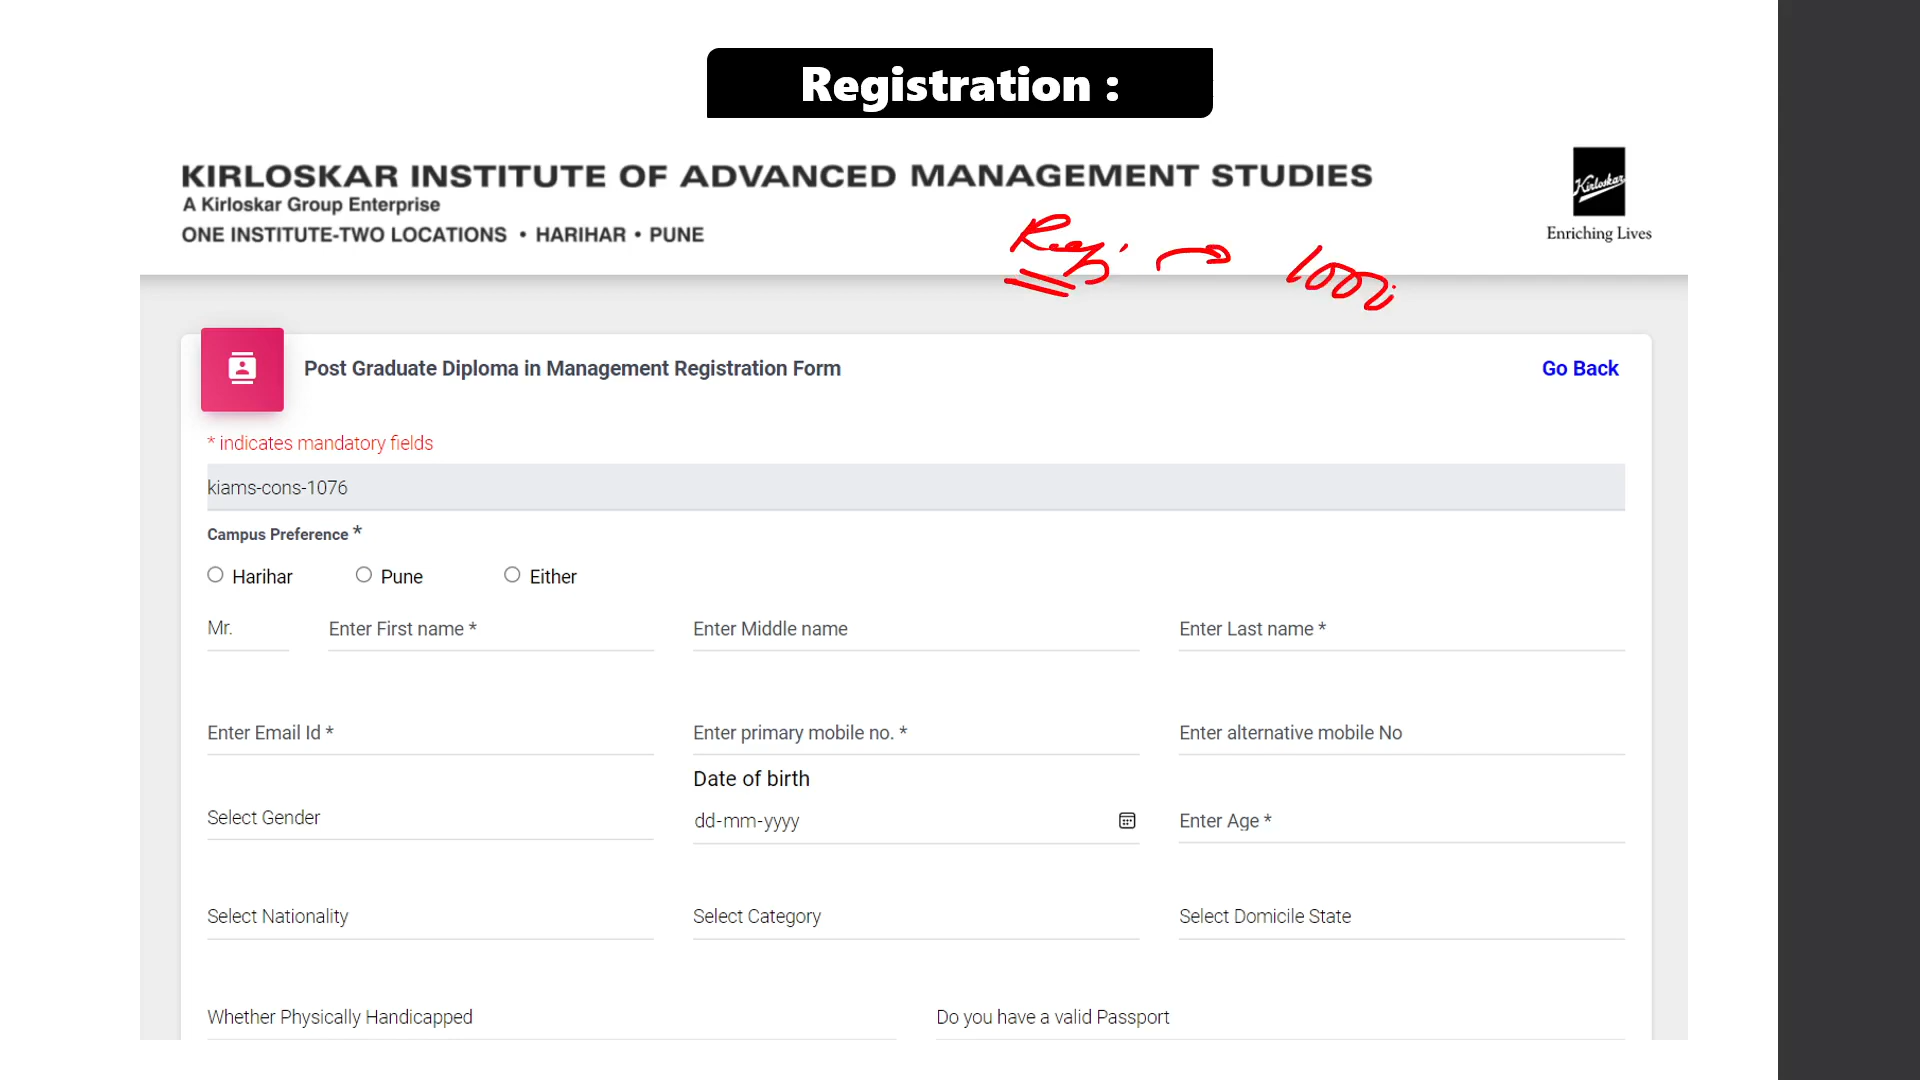 Registration :
KIRLOSKAR INSTITUTE OF ADVANCED MANAGEMENT STUDIES
A Kirloskar Group Enterprise
ONE INSTITUTE-TWO LOCATIONS • HARIHAR • PUNE
Kirloskar
Enriching Lives
Post Graduate Diploma in Management Registration Form
Go Back
* indicates mandatory fields
kiams-cons-1076
Campus Preference *
Harihar Pune Either
Mr. Enter First name * Enter Middle name Enter Last name *
Enter Email Id * Enter primary mobile no. * Enter alternative mobile No
Date of birth
Select Gender dd-mm-yyyy Enter Age *
Select Nationality Select Category Select Domicile State
Whether Physically Handicapped Do you have a valid Passport